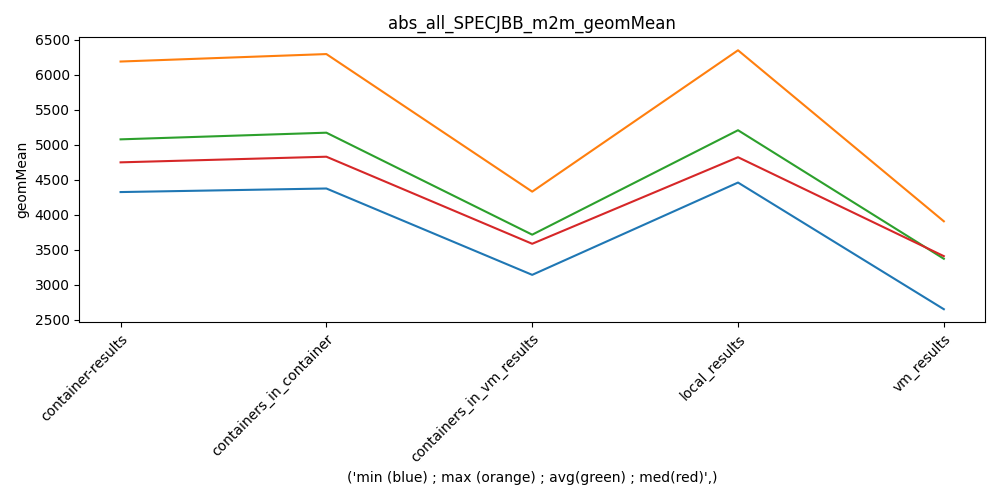 abs_all_SPECJBB_m2m_geomMean
6500
6000
5500
5000
4500
4000
3500
3000
2500
geomMean
container-results
containers_in_container
containers_in_vm_results
local_results
vm_results
('min (blue) ; max (orange) ; avg(green) ; med(red)',)